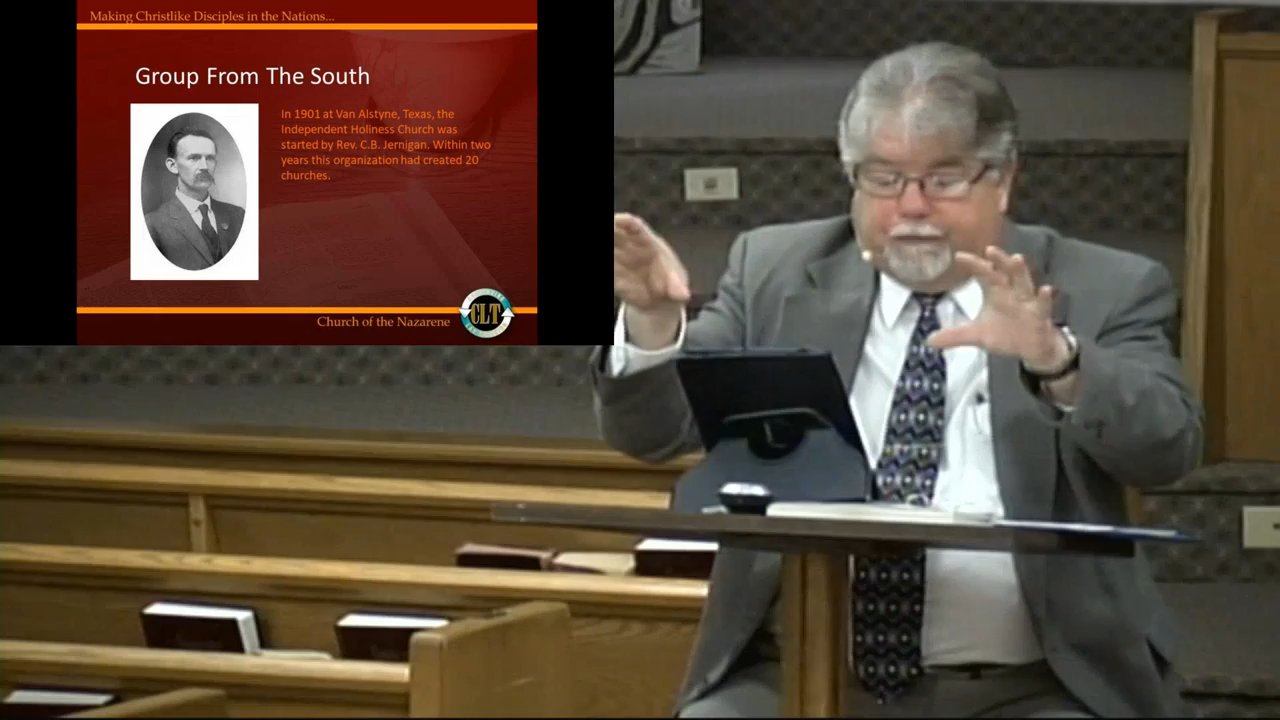 Making Christlike Disciples in the Nations...
Group From The South
In 1901 at Van Alstyne, Texas, the
Independent Holiness Church was
started by Rev. C.B. Jernigan. Within two
years this organization had created 20
churches.
Church of the Nazarene
CLT